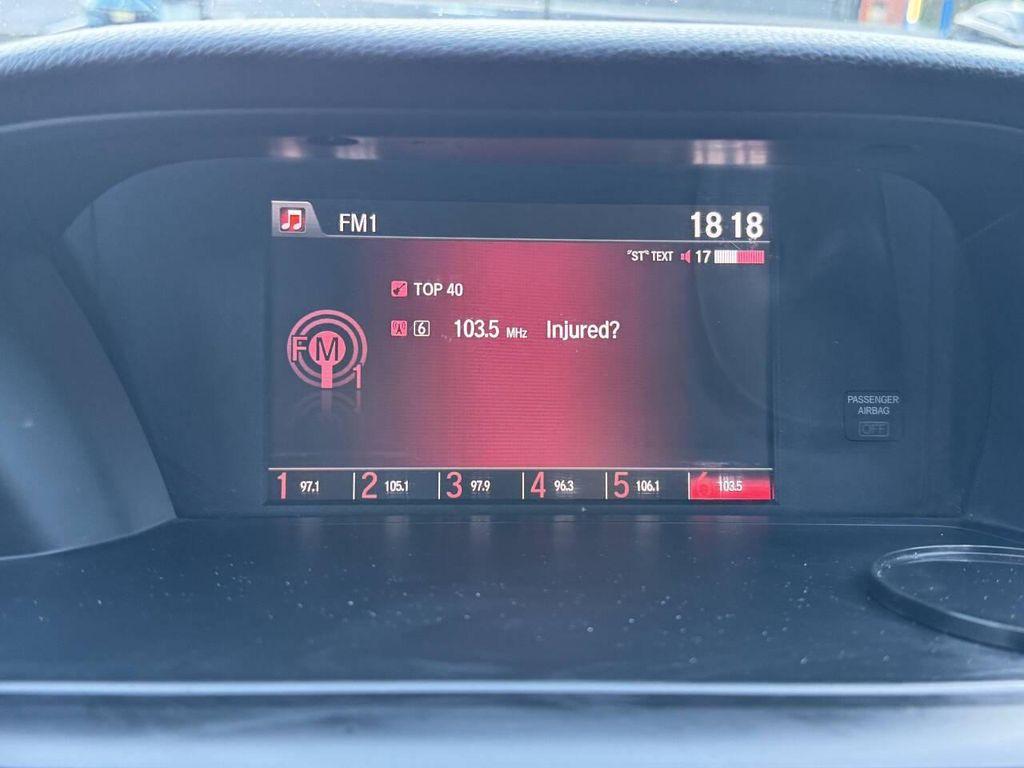 FM1 18 18
"ST" TEXT 17
TOP 40
6 103.5 MHz Injured?
FM 1
PASSENGER
AIRBAG
OFF
1 97.1 2 105.1 3 97.9 4 96.3 5 106.1 6 103.5